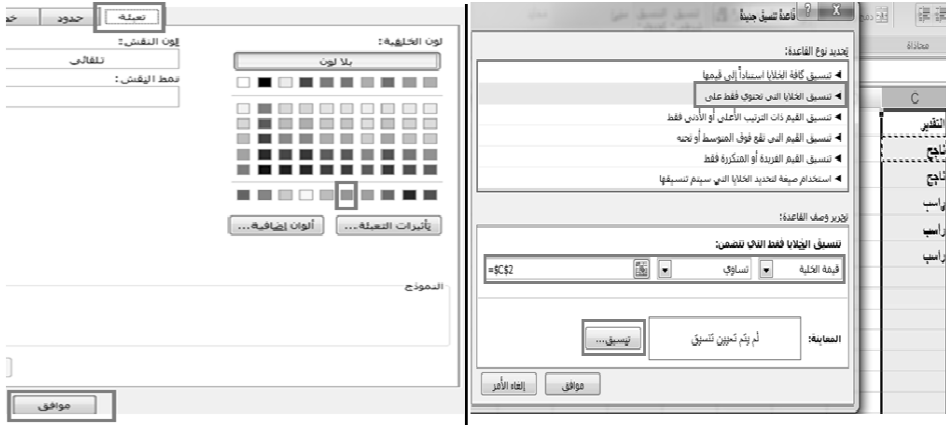 قاعدة تنسيق جديدة
تحديد نوع القاعدة:
تنسيق كافة الخلايا استناداً إلى قيمها
تنسيق الخلايا التي تحتوي فقط على
تنسيق القيم ذات الترتيب الأعلى أو الأدنى فقط
تنسيق القيم التي تقع فوق المتوسط أو تحته
تنسيق القيم الفريدة أو المتكررة فقط
استخدام صيغة لتحديد الخلايا التي سيتم تنسيقها
تحرير وصف القاعدة:
تنسيق الخلايا فقط التي تتضمن:
قيمة الخلية
تساوي
=$C$2
المعاينة:
لم يتم تعيين تنسيق
تنسيق...
موافق
إلغاء الأمر
محاذاة
C
التقدير
ناجح
ناجح
راسب
راسب
راسب
تعبئة
حدود
لون الخلفية:
بلا لون
تأثيرات التعبئة...
ألوان إضافية...
لون النقش:
تلقائي
نمط النقش:
النموذج
موافق